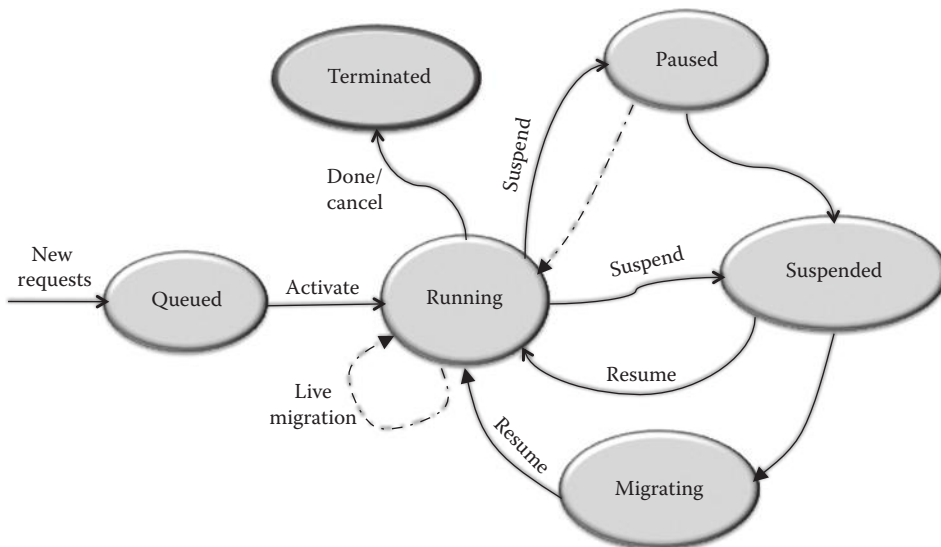 Paused
Terminated
Suspend
Done/
cancel
New
requests
Queued
Activate
Running
Suspend
Suspended
Resume
Live
migration
Resume
Migrating